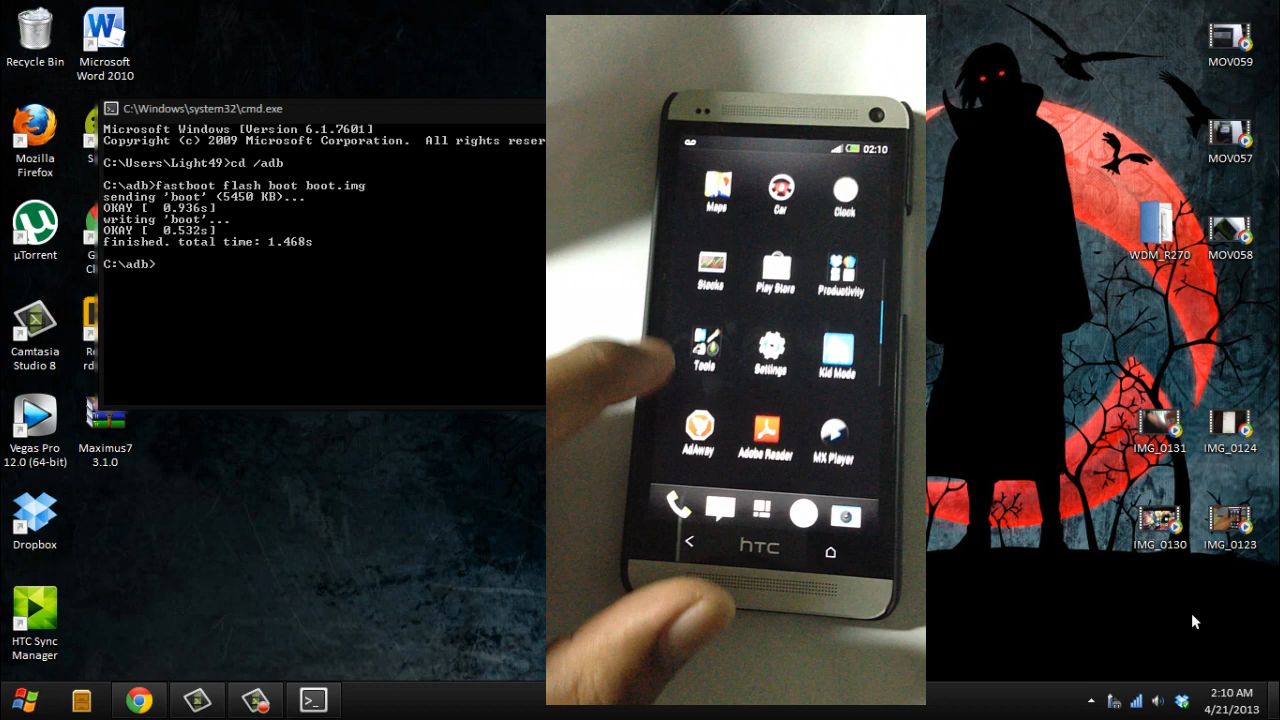 Recycle Bin
Microsoft
Word 2010
Mozilla
Firefox
µTorrent
Camtasia
Studio 8
Vegas Pro
12.0 (64-bit)
Maximus7
3.1.0
Dropbox
HTC Sync
Manager
C:\Windows\system32\cmd.exe
Microsoft Windows [Version 6.1.7601]
Copyright (c) 2009 Microsoft Corporation.  All rights reser
C:\Users\Light49>cd /adb
C:\adb>fastboot flash boot boot.img
sending 'boot' (5450 KB)...
OKAY [  0.936s]
writing 'boot'...
OKAY [  0.532s]
finished. total time: 1.468s
C:\adb>
02:10
Maps
Car
Clock
Stocks
Play Store
Productivity
Tools
Settings
Kid Mode
AdAway
Adobe Reader
MX Player
hTC
MOV059
MOV057
WDM_R270
MOV058
IMG_0131
IMG_0124
IMG_0130
IMG_0123
2:10 AM
4/21/2013